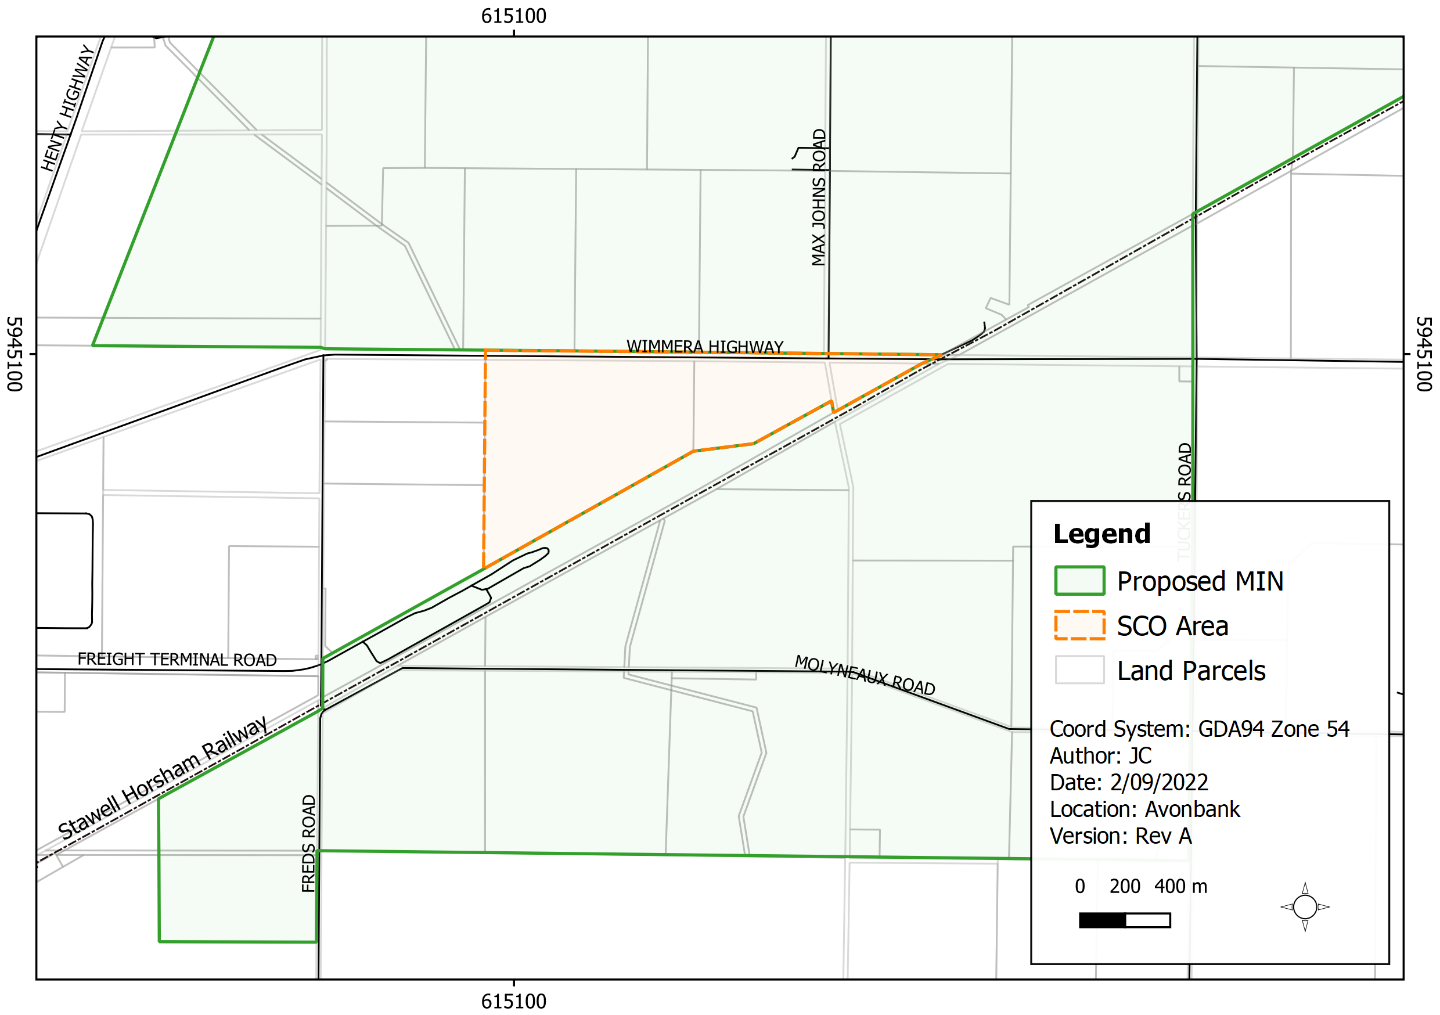 615100
HENTY HIGHWAY
MAX JOHNS ROAD
5945100
WIMMERA HIGHWAY
5945100
TUCKERS ROAD
Legend
Proposed MIN
SCO Area
Land Parcels
FREIGHT TERMINAL ROAD
MOLYNEAUX ROAD
Stawell Horsham Railway
FREDS ROAD
Coord System: GDA94 Zone 54
Author: JC
Date: 2/09/2022
Location: Avonbank
Version: Rev A
0 200 400 m
615100